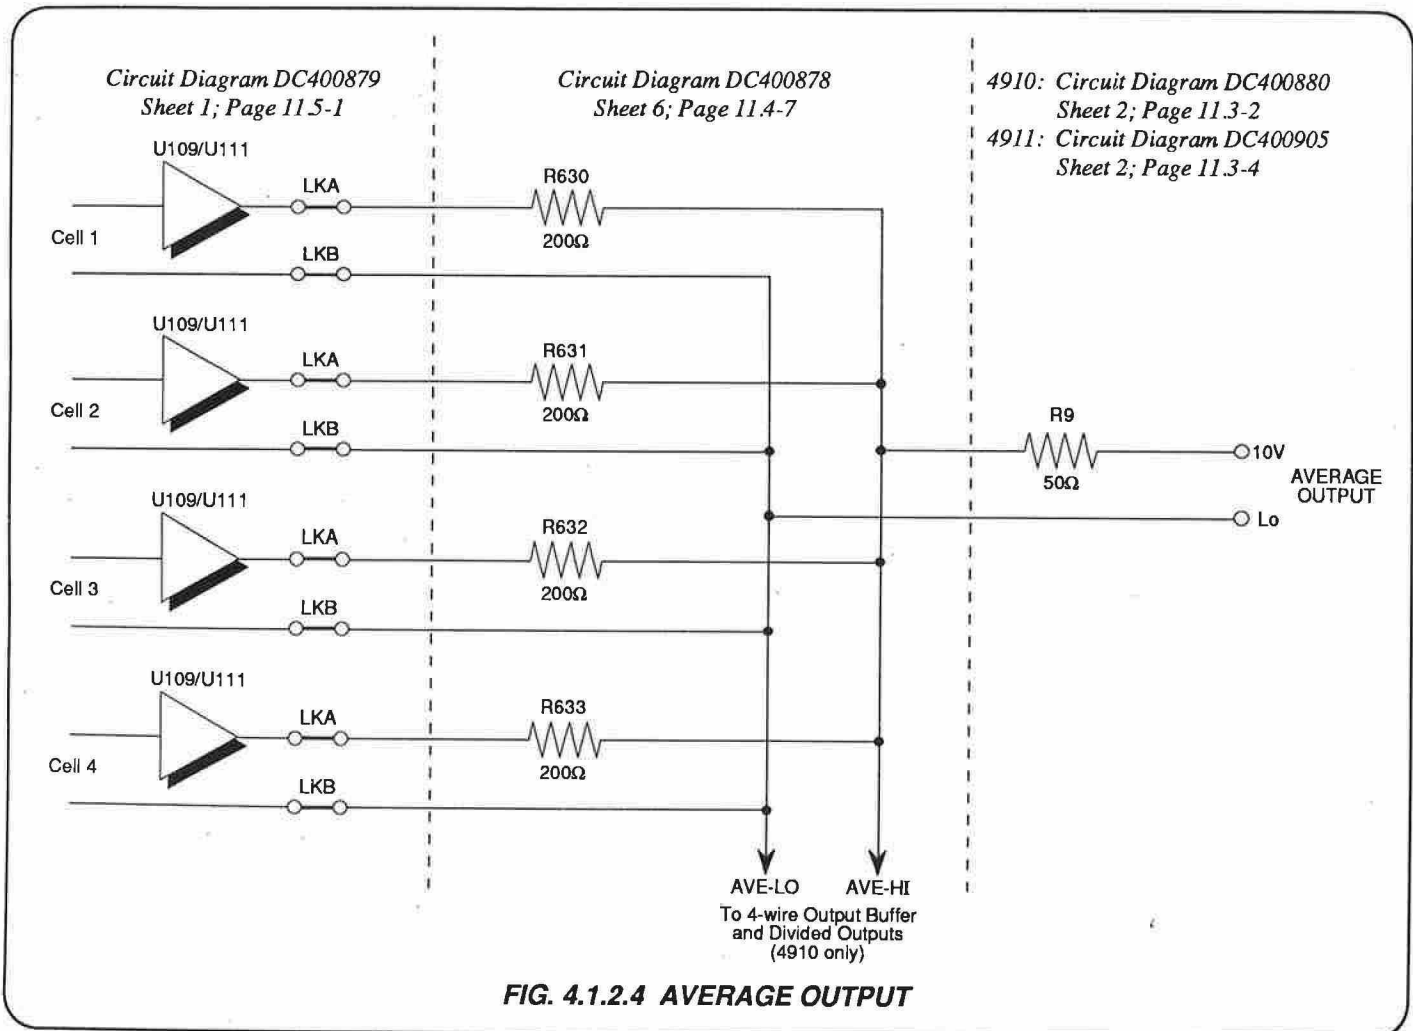 Circuit Diagram DC400879
Sheet 1; Page 11.5-1
Circuit Diagram DC400878
Sheet 6; Page 11.4-7
4910: Circuit Diagram DC400880
Sheet 2; Page 11.3-2
4911: Circuit Diagram DC400905
Sheet 2; Page 11.3-4
U109/U111
LKA
R630
200Ω
Cell 1
LKB
U109/U111
LKA
R631
200Ω
Cell 2
LKB
R9
50Ω
10V
AVERAGE
OUTPUT
Lo
U109/U111
LKA
R632
200Ω
Cell 3
LKB
U109/U111
LKA
R633
200Ω
Cell 4
LKB
AVE-LO
AVE-HI
To 4-wire Output Buffer
and Divided Outputs
(4910 only)
FIG. 4.1.2.4 AVERAGE OUTPUT